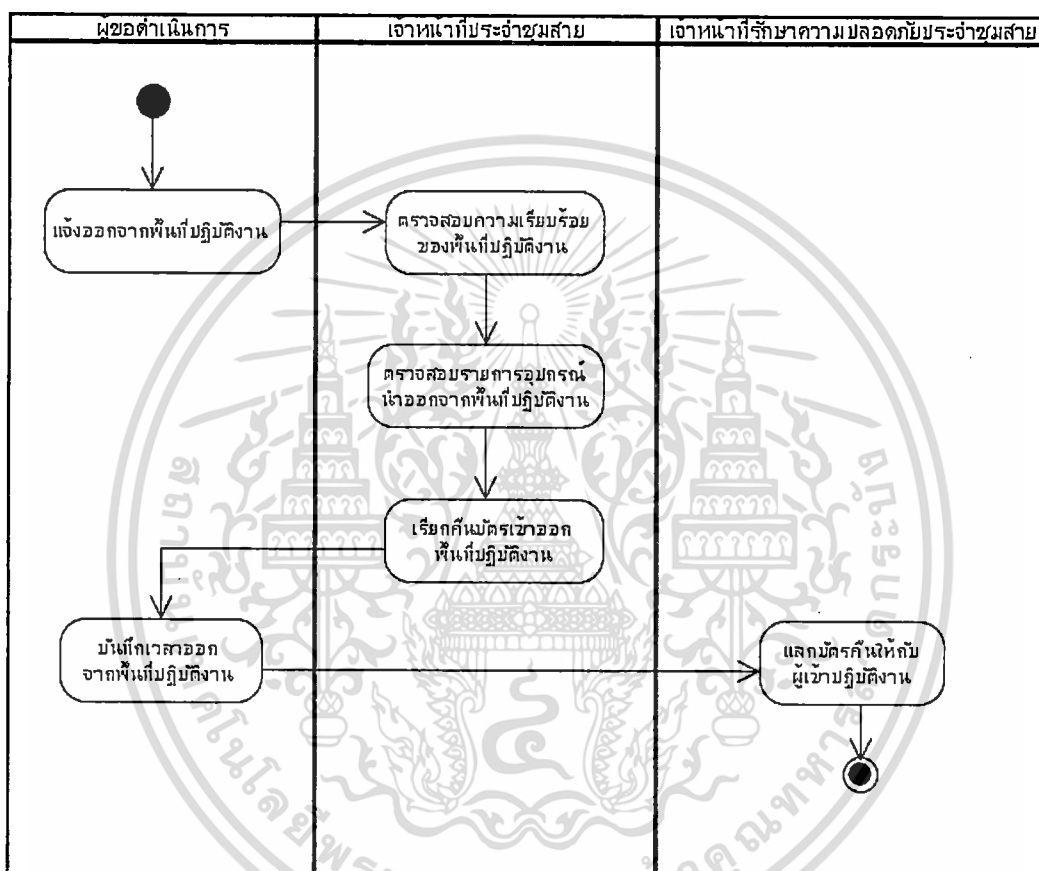 ผู้ขอดำเนินการ
เจ้าหน้าที่ประจำชุมสาย
เจ้าหน้าที่รักษาความปลอดภัยประจำชุมสาย
แจ้งออกจากพื้นที่ปฏิบัติงาน
ตรวจสอบความเรียบร้อย
ของพื้นที่ปฏิบัติงาน
ตรวจสอบรายการอุปกรณ์
นำออกจากพื้นที่ปฏิบัติงาน
เรียกคืนบัตรเข้าออก
พื้นที่ปฏิบัติงาน
บันทึกเวลาออก
จากพื้นที่ปฏิบัติงาน
แลกบัตรคืนให้กับ
ผู้เข้าปฏิบัติงาน